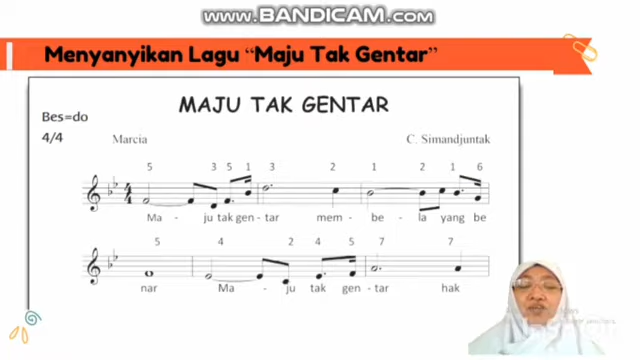 www.BANDICAM.com
Menyanyikan Lagu “Maju Tak Gentar”
MAJU TAK GENTAR
Bes=do
4/4
Marcia
C. Simandjuntak
5 3 5 1 3 2 1 2 1 6
Ma - ju tak gen - tar mem - be - la yang be
5 4 2 4 5 7 7
nar Ma - ju tak gen - tar hak